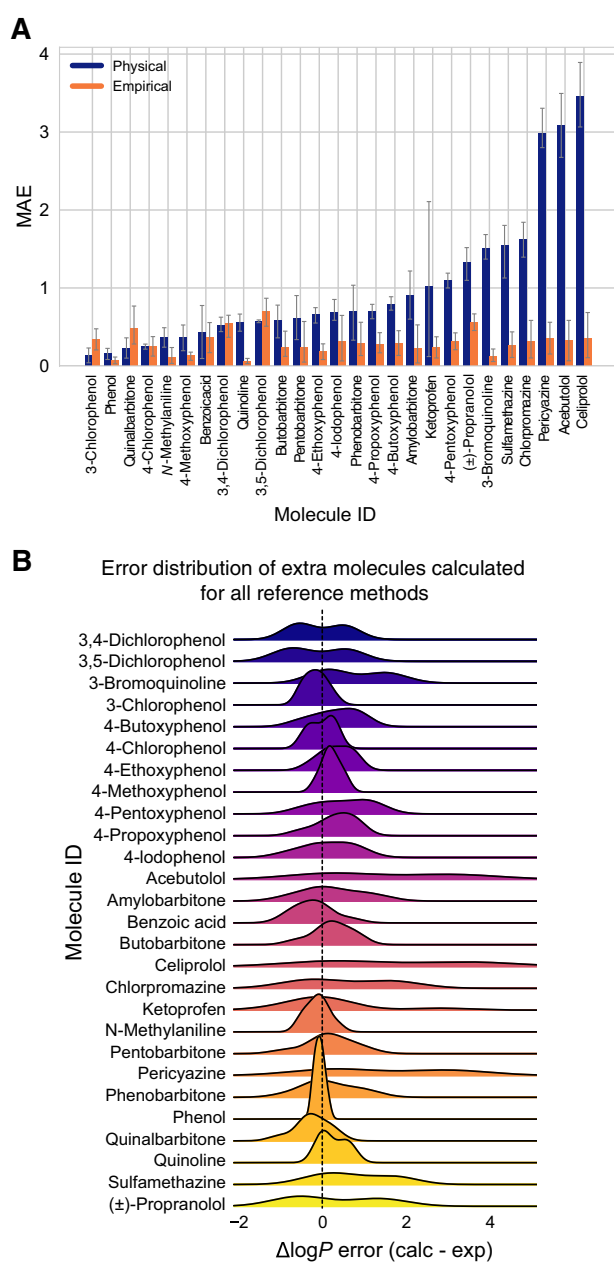 A
4
3
2
1
0
MAE
Physical
Empirical
3-Chlorophenol
Phenol
Quinalbarbitone
4-Chlorophenol
N-Methylaniline
4-Methoxyphenol
Benzoicacid
3,4-Dichlorophenol
Quinoline
3,5-Dichlorophenol
Butobarbitone
Pentobarbitone
4-Ethoxyphenol
4-Iodophenol
Phenobarbitone
4-Propoxyphenol
4-Butoxyphenol
Amylobarbitone
Ketoprofen
4-Pentoxyphenol
(±)-Propranolol
3-Bromoquinoline
Sulfamethazine
Chlorpromazine
Pericyazine
Acebutolol
Celiprolol
Molecule ID
B
Error distribution of extra molecules calculated
for all reference methods
Molecule ID
3,4-Dichlorophenol
3,5-Dichlorophenol
3-Bromoquinoline
3-Chlorophenol
4-Butoxyphenol
4-Chlorophenol
4-Ethoxyphenol
4-Methoxyphenol
4-Pentoxyphenol
4-Propoxyphenol
4-Iodophenol
Acebutolol
Amylobarbitone
Benzoic acid
Butobarbitone
Celiprolol
Chlorpromazine
Ketoprofen
N-Methylaniline
Pentobarbitone
Pericyazine
Phenobarbitone
Phenol
Quinalbarbitone
Quinoline
Sulfamethazine
(±)-Propranolol
−2 0 2 4
ΔlogP error (calc - exp)